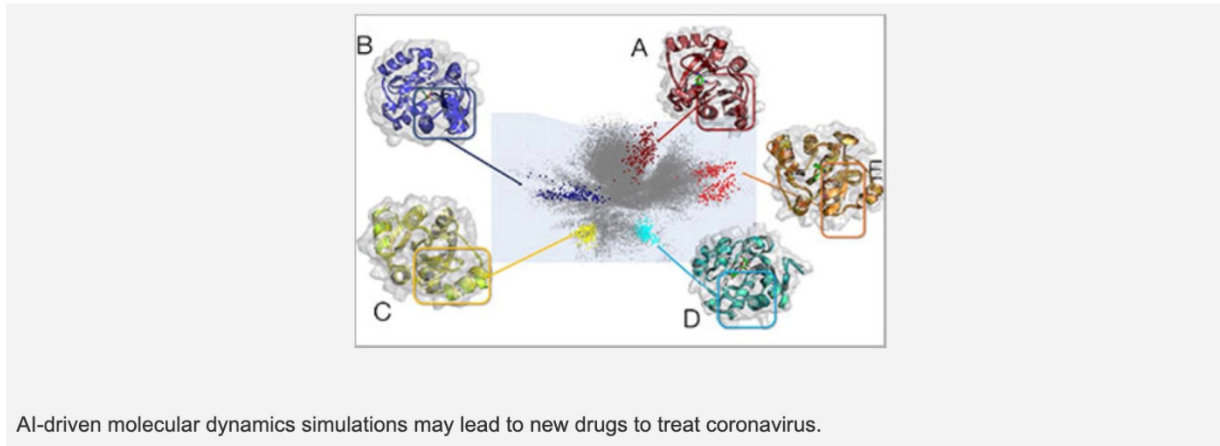 B
A
E
C
D
AI-driven molecular dynamics simulations may lead to new drugs to treat coronavirus.